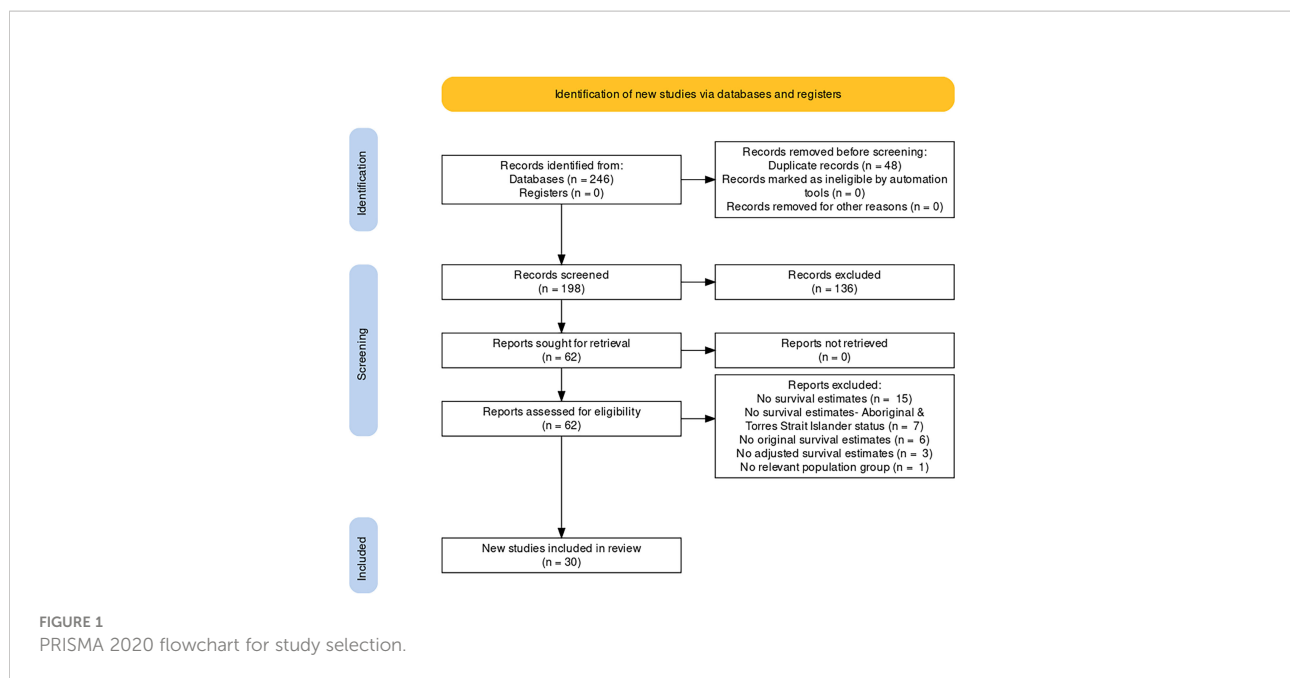 Identification of new studies via databases and registers
Identification
Records identified from:
Databases (n = 246)
Registers (n = 0)
Records removed before screening:
Duplicate records (n = 48)
Records marked as ineligible by automation
tools (n = 0)
Records removed for other reasons (n = 0)
Screening
Records screened
(n = 198)
Records excluded
(n = 136)
Reports sought for retrieval
(n = 62)
Reports not retrieved
(n = 0)
Reports assessed for eligibility
(n = 62)
Reports excluded:
No survival estimates (n = 15)
No survival estimates- Aboriginal &
Torres Strait Islander status (n = 7)
No original survival estimates (n = 6)
No adjusted survival estimates (n = 3)
No relevant population group (n = 1)
Included
New studies included in review
(n = 30)
FIGURE 1
PRISMA 2020 flowchart for study selection.